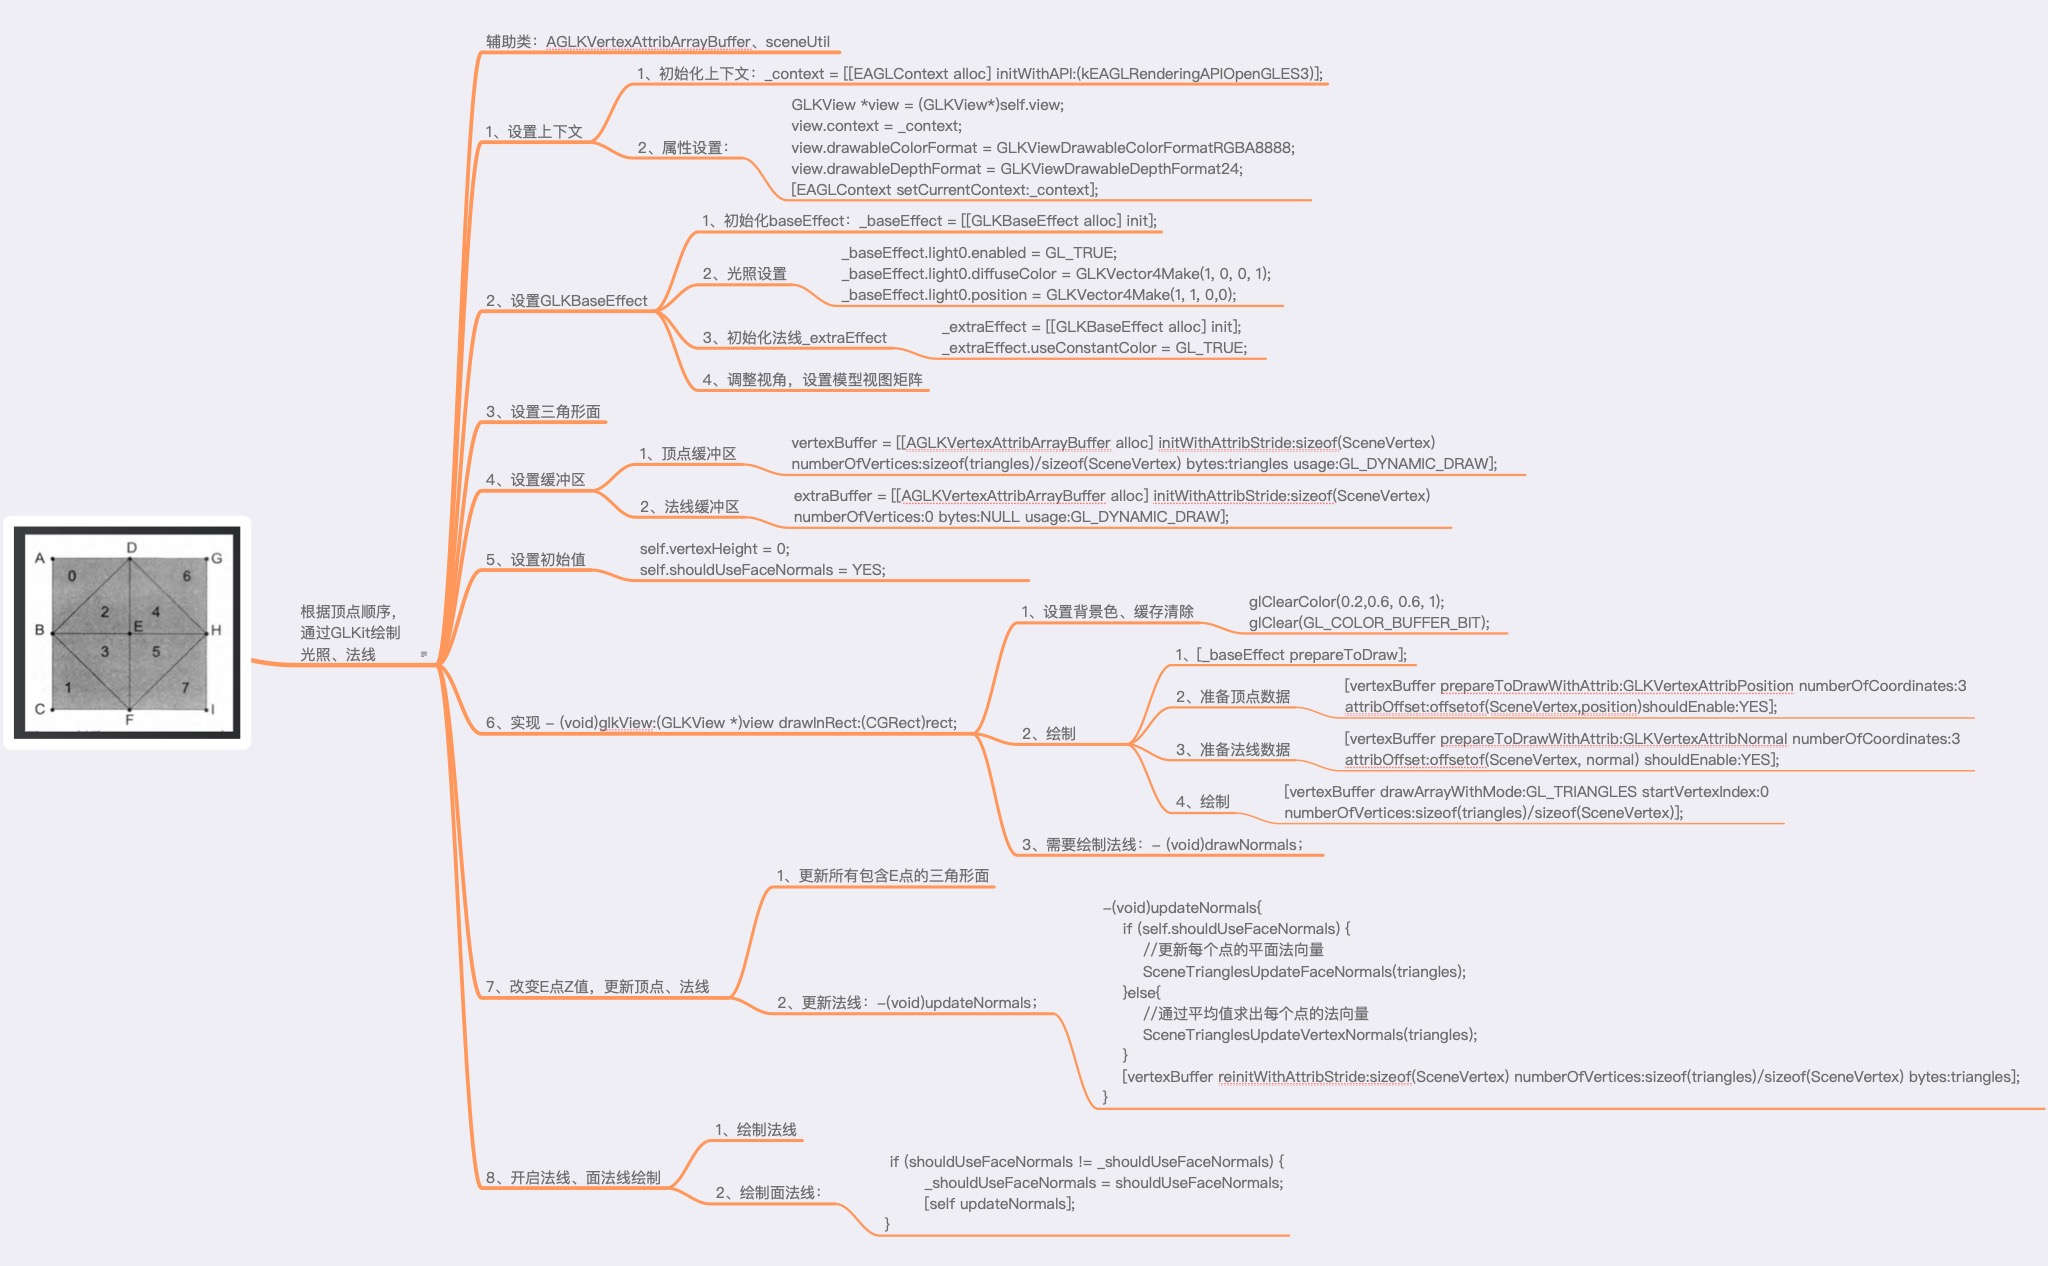 辅助类：AGLKVertexAttribArrayBuffer、sceneUtil
1、设置上下文
1、初始化上下文：_context = [[EAGLContext alloc] initWithAPI:(kEAGLRenderingAPIOpenGLES3)];
2、属性设置：
GLKView *view = (GLKView*)self.view;
view.context = _context;
view.drawableColorFormat = GLKViewDrawableColorFormatRGBA8888;
view.drawableDepthFormat = GLKViewDrawableDepthFormat24;
[EAGLContext setCurrentContext:_context];
2、设置GLKBaseEffect
1、初始化baseEffect：_baseEffect = [[GLKBaseEffect alloc] init];
2、光照设置
_baseEffect.light0.enabled = GL_TRUE;
_baseEffect.light0.diffuseColor = GLKVector4Make(1, 0, 0, 1);
_baseEffect.light0.position = GLKVector4Make(1, 1, 0,0);
3、初始化法线_extraEffect
_extraEffect = [[GLKBaseEffect alloc] init];
_extraEffect.useConstantColor = GL_TRUE;
4、调整视角，设置模型视图矩阵
3、设置三角形面
4、设置缓冲区
1、顶点缓冲区
vertexBuffer = [[AGLKVertexAttribArrayBuffer alloc] initWithAttribStride:sizeof(SceneVertex)
numberOfVertices:sizeof(triangles)/sizeof(SceneVertex) bytes:triangles usage:GL_DYNAMIC_DRAW];
2、法线缓冲区
extraBuffer = [[AGLKVertexAttribArrayBuffer alloc] initWithAttribStride:sizeof(SceneVertex)
numberOfVertices:0 bytes:NULL usage:GL_DYNAMIC_DRAW];
5、设置初始值
self.vertexHeight = 0;
self.shouldUseFaceNormals = YES;
A D G
0 6
2 4
B E H
3 5
1 7
C F I
根据顶点顺序，
通过GLKit绘制
光照、法线
6、实现 - (void)glkView:(GLKView *)view drawInRect:(CGRect)rect;
1、设置背景色、缓存清除
glClearColor(0.2,0.6, 0.6, 1);
glClear(GL_COLOR_BUFFER_BIT);
2、绘制
1、[_baseEffect prepareToDraw];
2、准备顶点数据
[vertexBuffer prepareToDrawWithAttrib:GLKVertexAttribPosition numberOfCoordinates:3
attribOffset:offsetof(SceneVertex,position)shouldEnable:YES];
3、准备法线数据
[vertexBuffer prepareToDrawWithAttrib:GLKVertexAttribNormal numberOfCoordinates:3
attribOffset:offsetof(SceneVertex, normal) shouldEnable:YES];
4、绘制
[vertexBuffer drawArrayWithMode:GL_TRIANGLES startVertexIndex:0
numberOfVertices:sizeof(triangles)/sizeof(SceneVertex)];
3、需要绘制法线：- (void)drawNormals；
7、改变E点Z值，更新顶点、法线
1、更新所有包含E点的三角形面
2、更新法线：-(void)updateNormals；
-(void)updateNormals{
if (self.shouldUseFaceNormals) {
//更新每个点的平面法向量
SceneTrianglesUpdateFaceNormals(triangles);
}else{
//通过平均值求出每个点的法向量
SceneTrianglesUpdateVertexNormals(triangles);
}
[vertexBuffer reinitWithAttribStride:sizeof(SceneVertex) numberOfVertices:sizeof(triangles)/sizeof(SceneVertex) bytes:triangles];
}
8、开启法线、面法线绘制
1、绘制法线
2、绘制面法线：
if (shouldUseFaceNormals != _shouldUseFaceNormals) {
_shouldUseFaceNormals = shouldUseFaceNormals;
[self updateNormals];
}